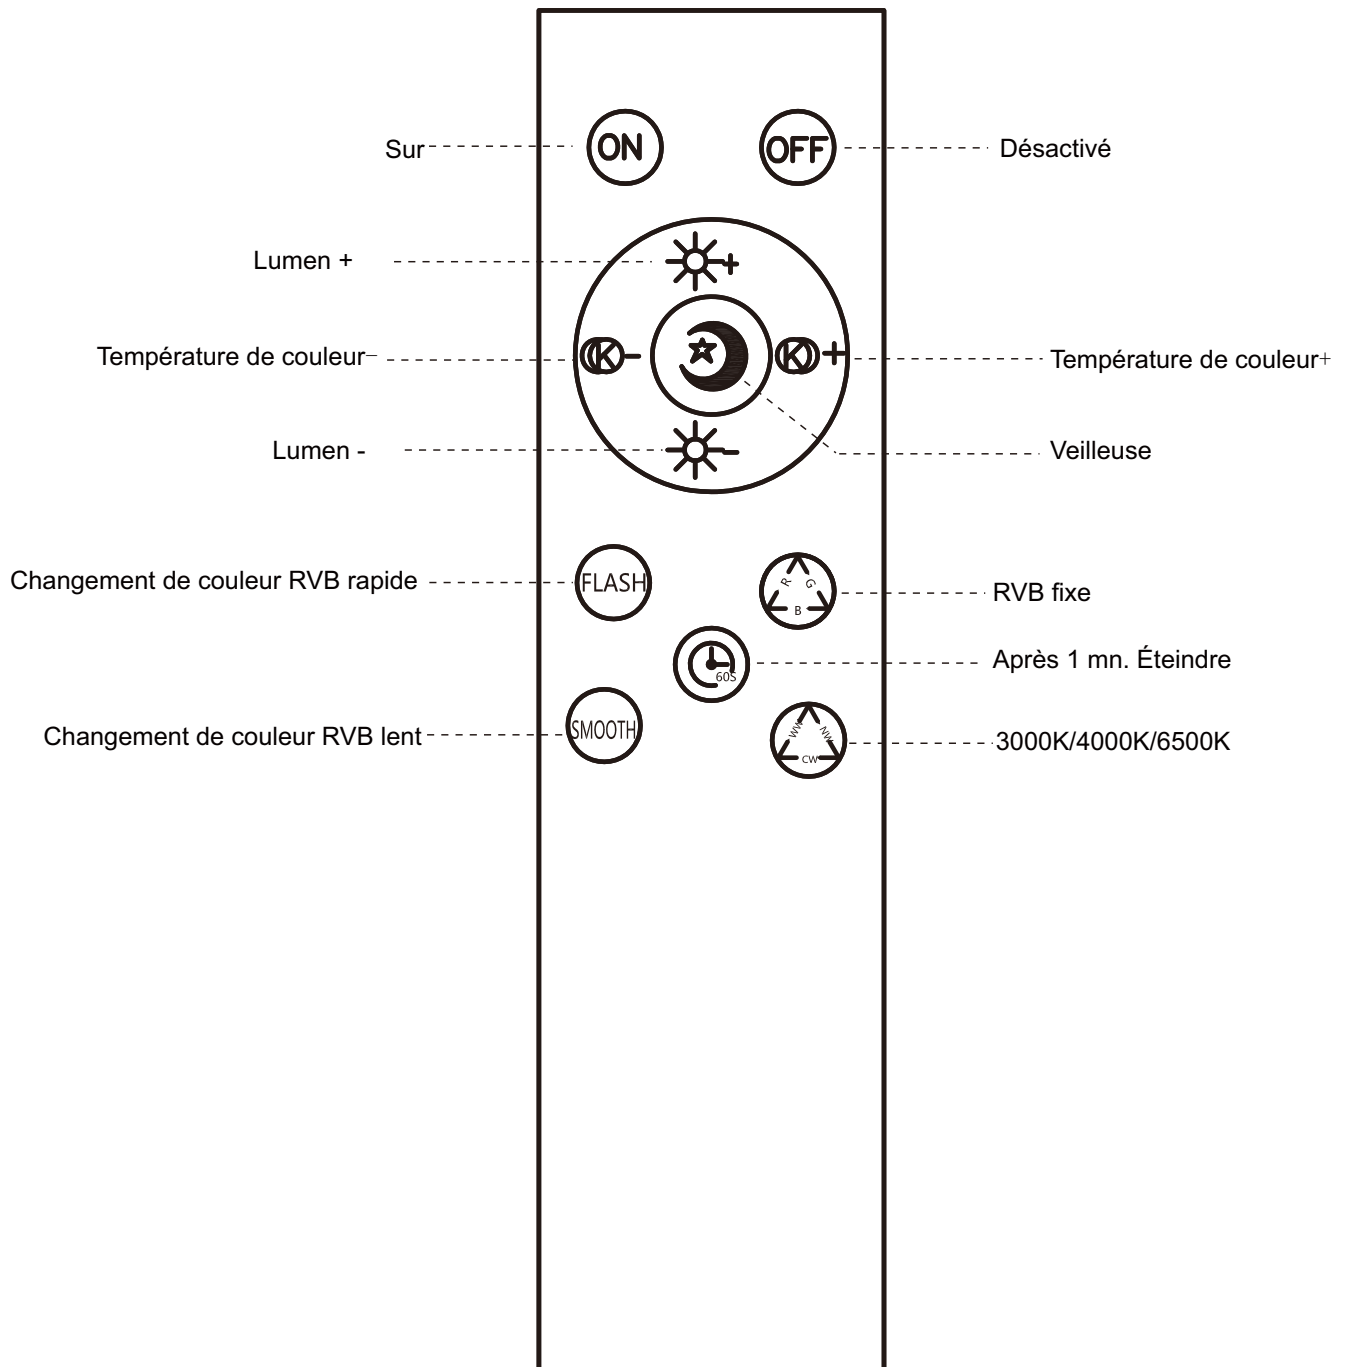 Sur
ON
OFF
Désactivé
Lumen +
+
Température de couleur−
K −
K +
Température de couleur+
Lumen -
−
Veilleuse
Changement de couleur RVB rapide
FLASH
R G B
RVB fixe
60S
Après 1 mn. Éteindre
Changement de couleur RVB lent
SMOOTH
WW NW CW
3000K/4000K/6500K